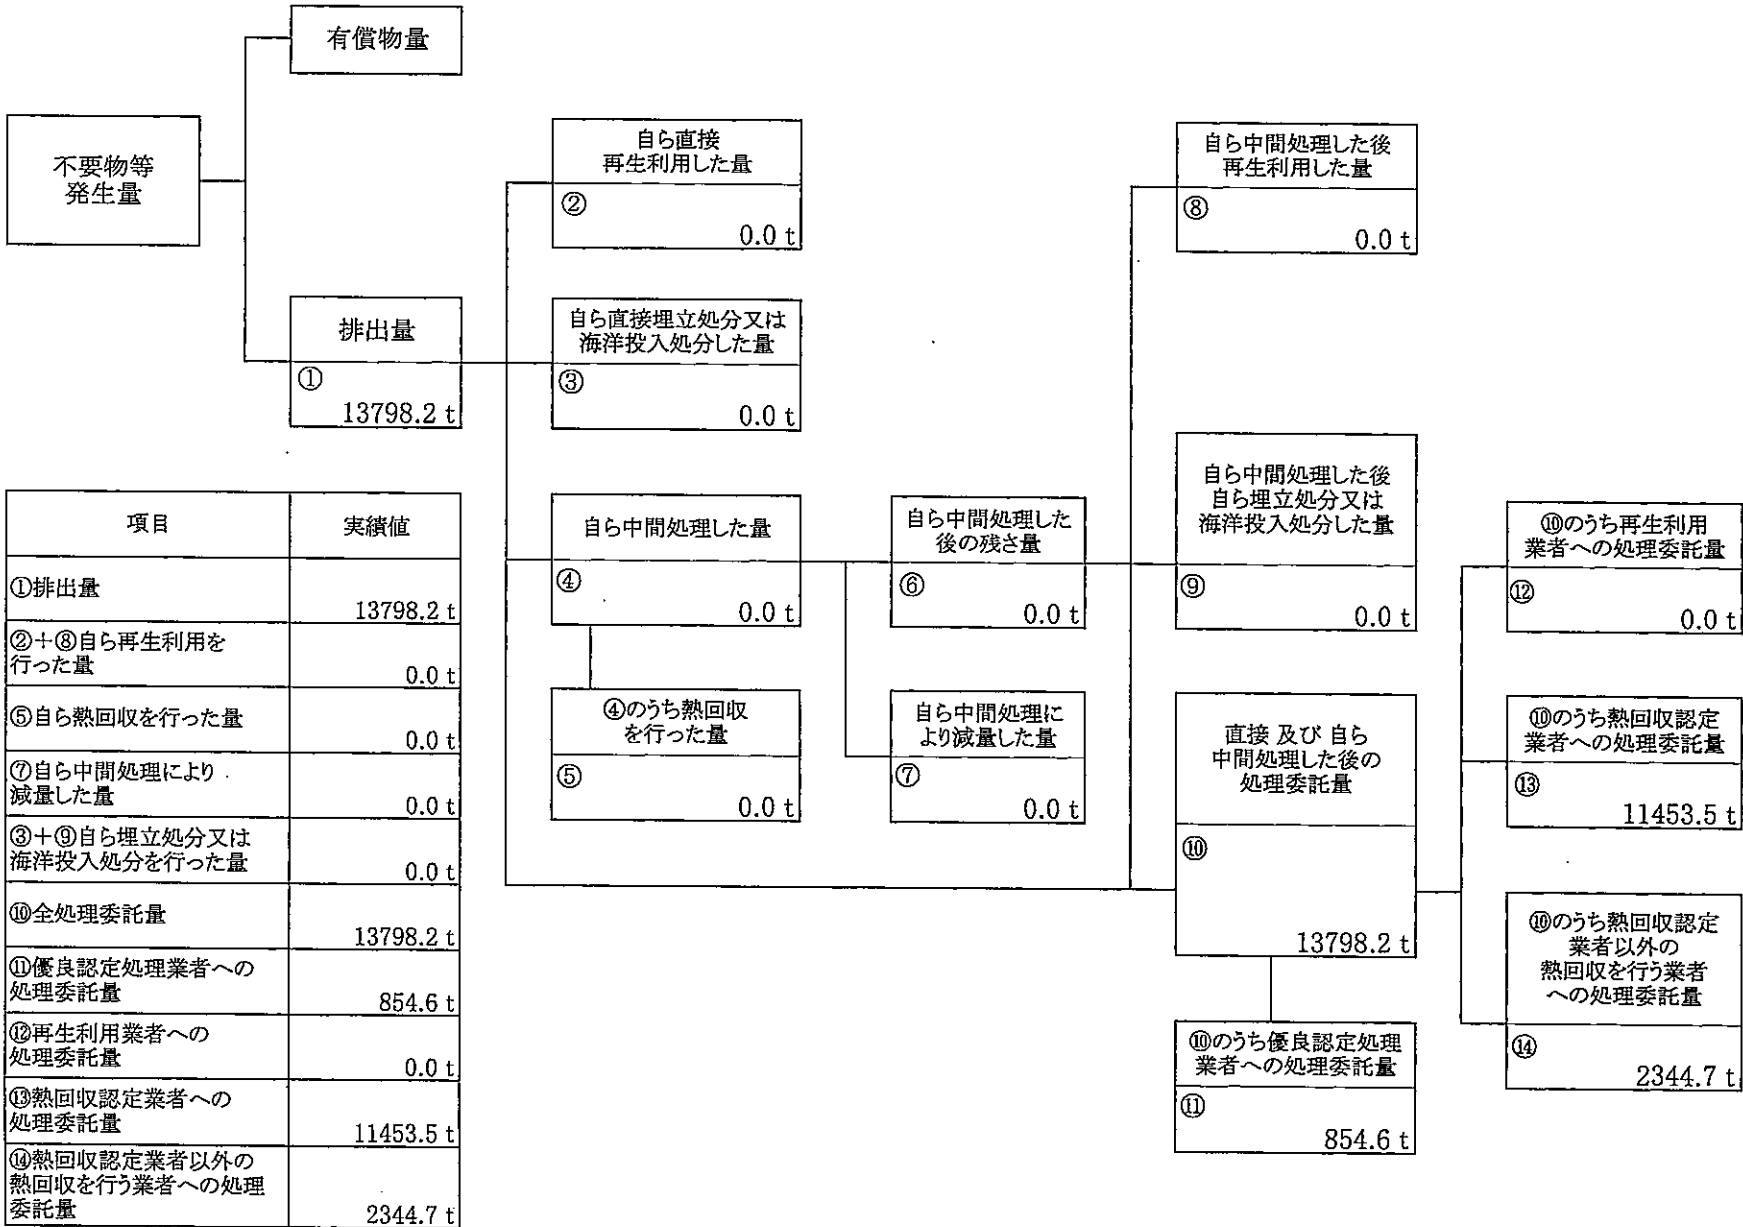 有償物量
不要物等
発生量
排出量
①
13798.2 t
自ら直接
再生利用した量
②
0.0 t
自ら直接埋立処分又は
海洋投入処分した量
③
0.0 t
自ら中間処理した量
④
0.0 t
④のうち熱回収
を行った量
⑤
0.0 t
自ら中間処理した
後の残さ量
⑥
0.0 t
自ら中間処理に
より減量した量
⑦
0.0 t
自ら中間処理した後
再生利用した量
⑧
0.0 t
自ら中間処理した後
自ら埋立処分又は
海洋投入処分した量
⑨
0.0 t
直接 及び 自ら
中間処理した後の
処理委託量
⑩
13798.2 t
⑩のうち優良認定処理
業者への処理委託量
⑪
854.6 t
⑩のうち再生利用
業者への処理委託量
⑫
0.0 t
⑩のうち熱回収認定
業者への処理委託量
⑬
11453.5 t
⑩のうち熱回収認定
業者以外の
熱回収を行う業者
への処理委託量
⑭
2344.7 t
項目 実績値
①排出量
13798.2 t
②+⑧自ら再生利用を
行った量
0.0 t
⑤自ら熱回収を行った量
0.0 t
⑦自ら中間処理により
減量した量
0.0 t
③+⑨自ら埋立処分又は
海洋投入処分を行った量
0.0 t
⑩全処理委託量
13798.2 t
⑪優良認定処理業者への
処理委託量
854.6 t
⑫再生利用業者への
処理委託量
0.0 t
⑬熱回収認定業者への
処理委託量
11453.5 t
⑭熱回収認定業者以外の
熱回収を行う業者への処理
委託量
2344.7 t